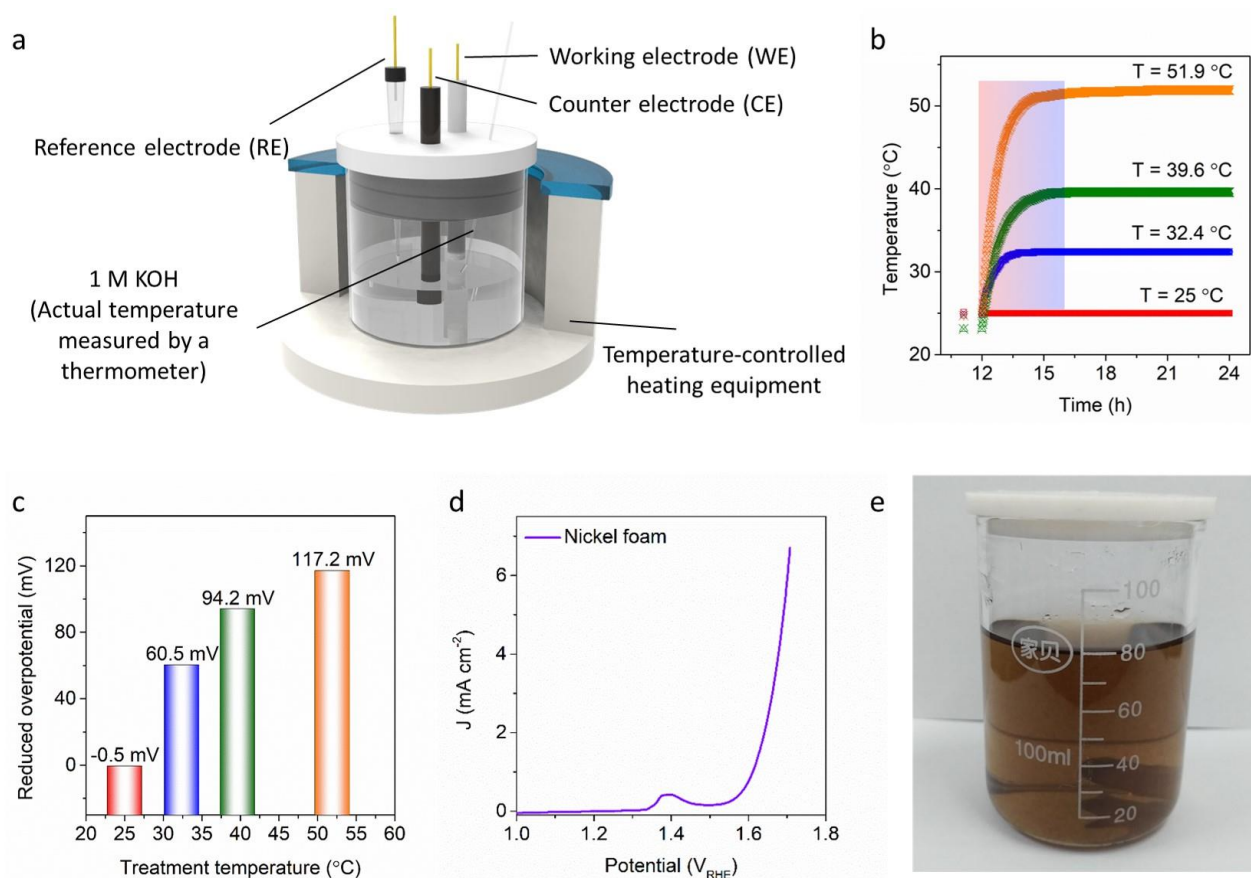 a
Working electrode (WE)
Counter electrode (CE)
Reference electrode (RE)
1 M KOH
(Actual temperature
measured by a
thermometer)
Temperature-controlled
heating equipment
b
T = 51.9 °C
T = 39.6 °C
T = 32.4 °C
T = 25 °C
Temperature (°C)
50
40
30
20
12 15 18 21 24
Time (h)
c
117.2 mV
94.2 mV
60.5 mV
-0.5 mV
Reduced overpotential (mV)
120
80
40
0
20 25 30 35 40 45 50 55 60
Treatment temperature (°C)
d
Nickel foam
J (mA cm⁻²)
6
4
2
0
1.0 1.2 1.4 1.6 1.8
Potential (V_RHE)
e
100
家贝
80
60
100ml
40
20